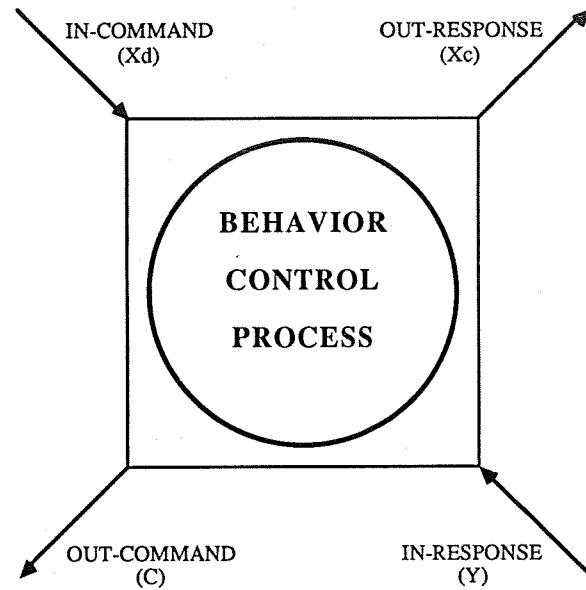 IN-COMMAND
(Xd)
OUT-RESPONSE
(Xc)
BEHAVIOR
CONTROL
PROCESS
OUT-COMMAND
(C)
IN-RESPONSE
(Y)